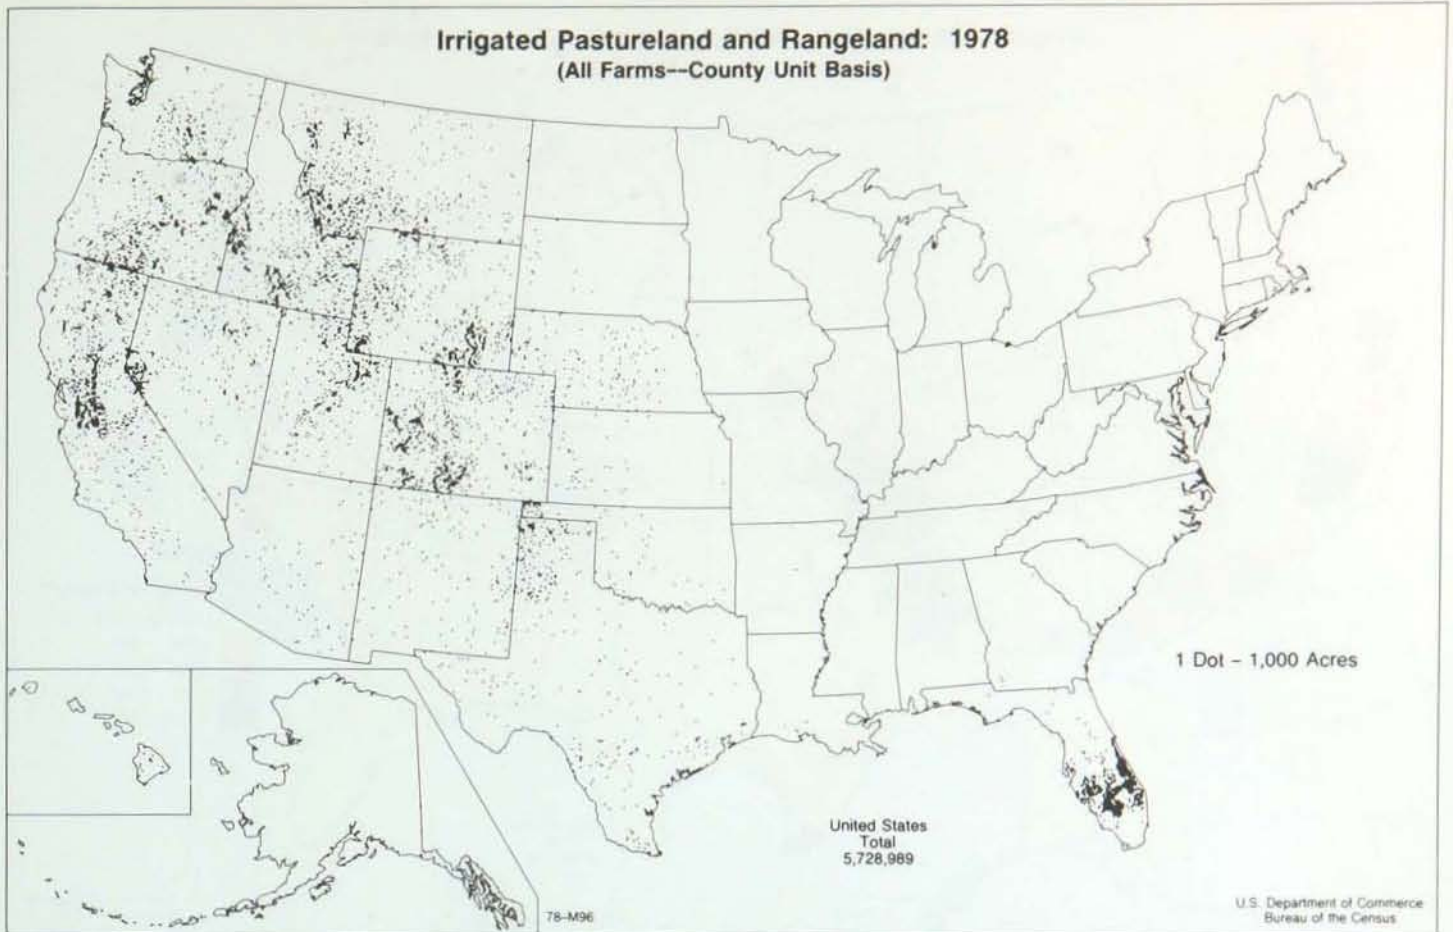 Irrigated Pastureland and Rangeland: 1978
(All Farms--County Unit Basis)
1 Dot - 1,000 Acres
United States
Total
5,728,989
78-M96
U.S. Department of Commerce
Bureau of the Census